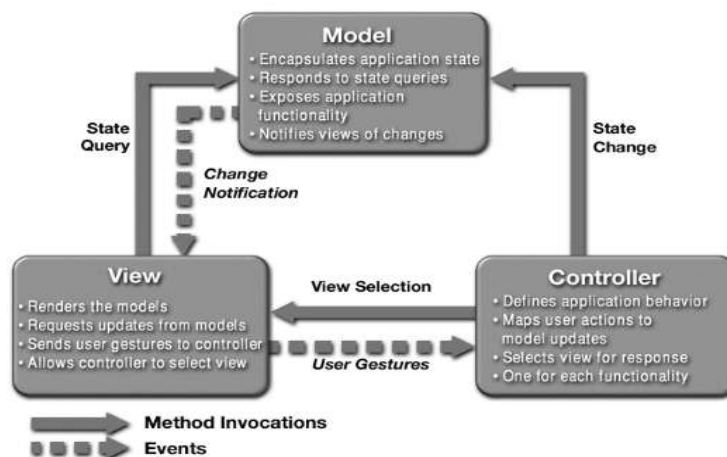 Model
• Encapsulates application state
• Responds to state queries
• Exposes application
functionality
• Notifies views of changes
State
Query
State
Change
Change
Notification
View
• Renders the models
• Requests updates from models
• Sends user gestures to controller
• Allows controller to select view
View Selection
User Gestures
Controller
• Defines application behavior
• Maps user actions to
model updates
• Selects view for response
• One for each functionality
Method Invocations
Events